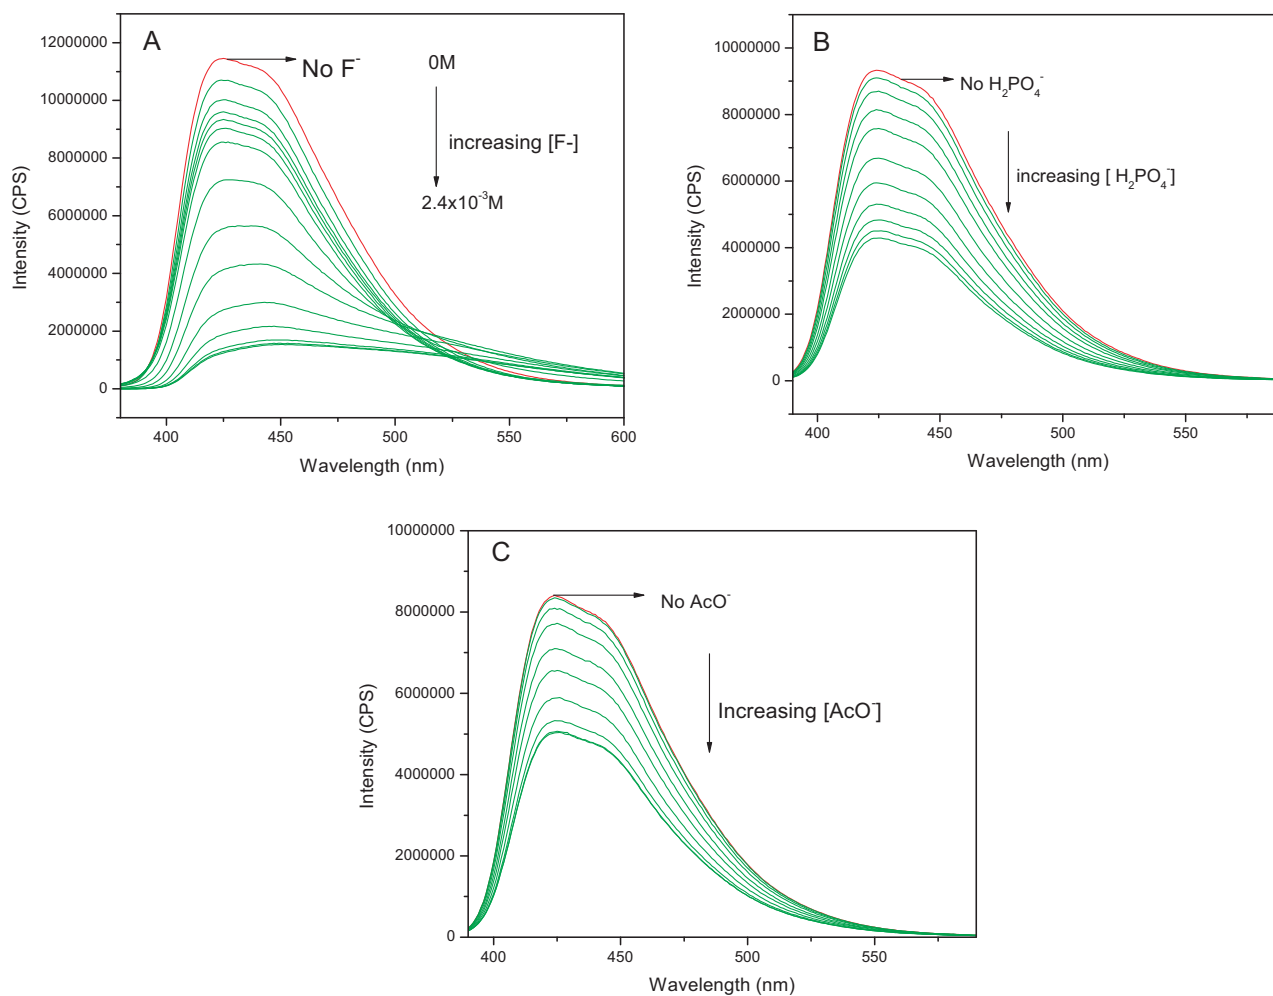 A
No F⁻
0M
increasing [F-]
2.4x10⁻³M
12000000
10000000
8000000
6000000
4000000
2000000
0
Intensity (CPS)
400 450 500 550 600
Wavelength (nm)
B
No H₂PO₄⁻
increasing [ H₂PO₄⁻]
10000000
8000000
6000000
4000000
2000000
0
Intensity (CPS)
400 450 500 550
Wavelength (nm)
C
No AcO⁻
Increasing [AcO⁻]
10000000
8000000
6000000
4000000
2000000
0
Intensity (CPS)
400 450 500 550
Wavelength (nm)